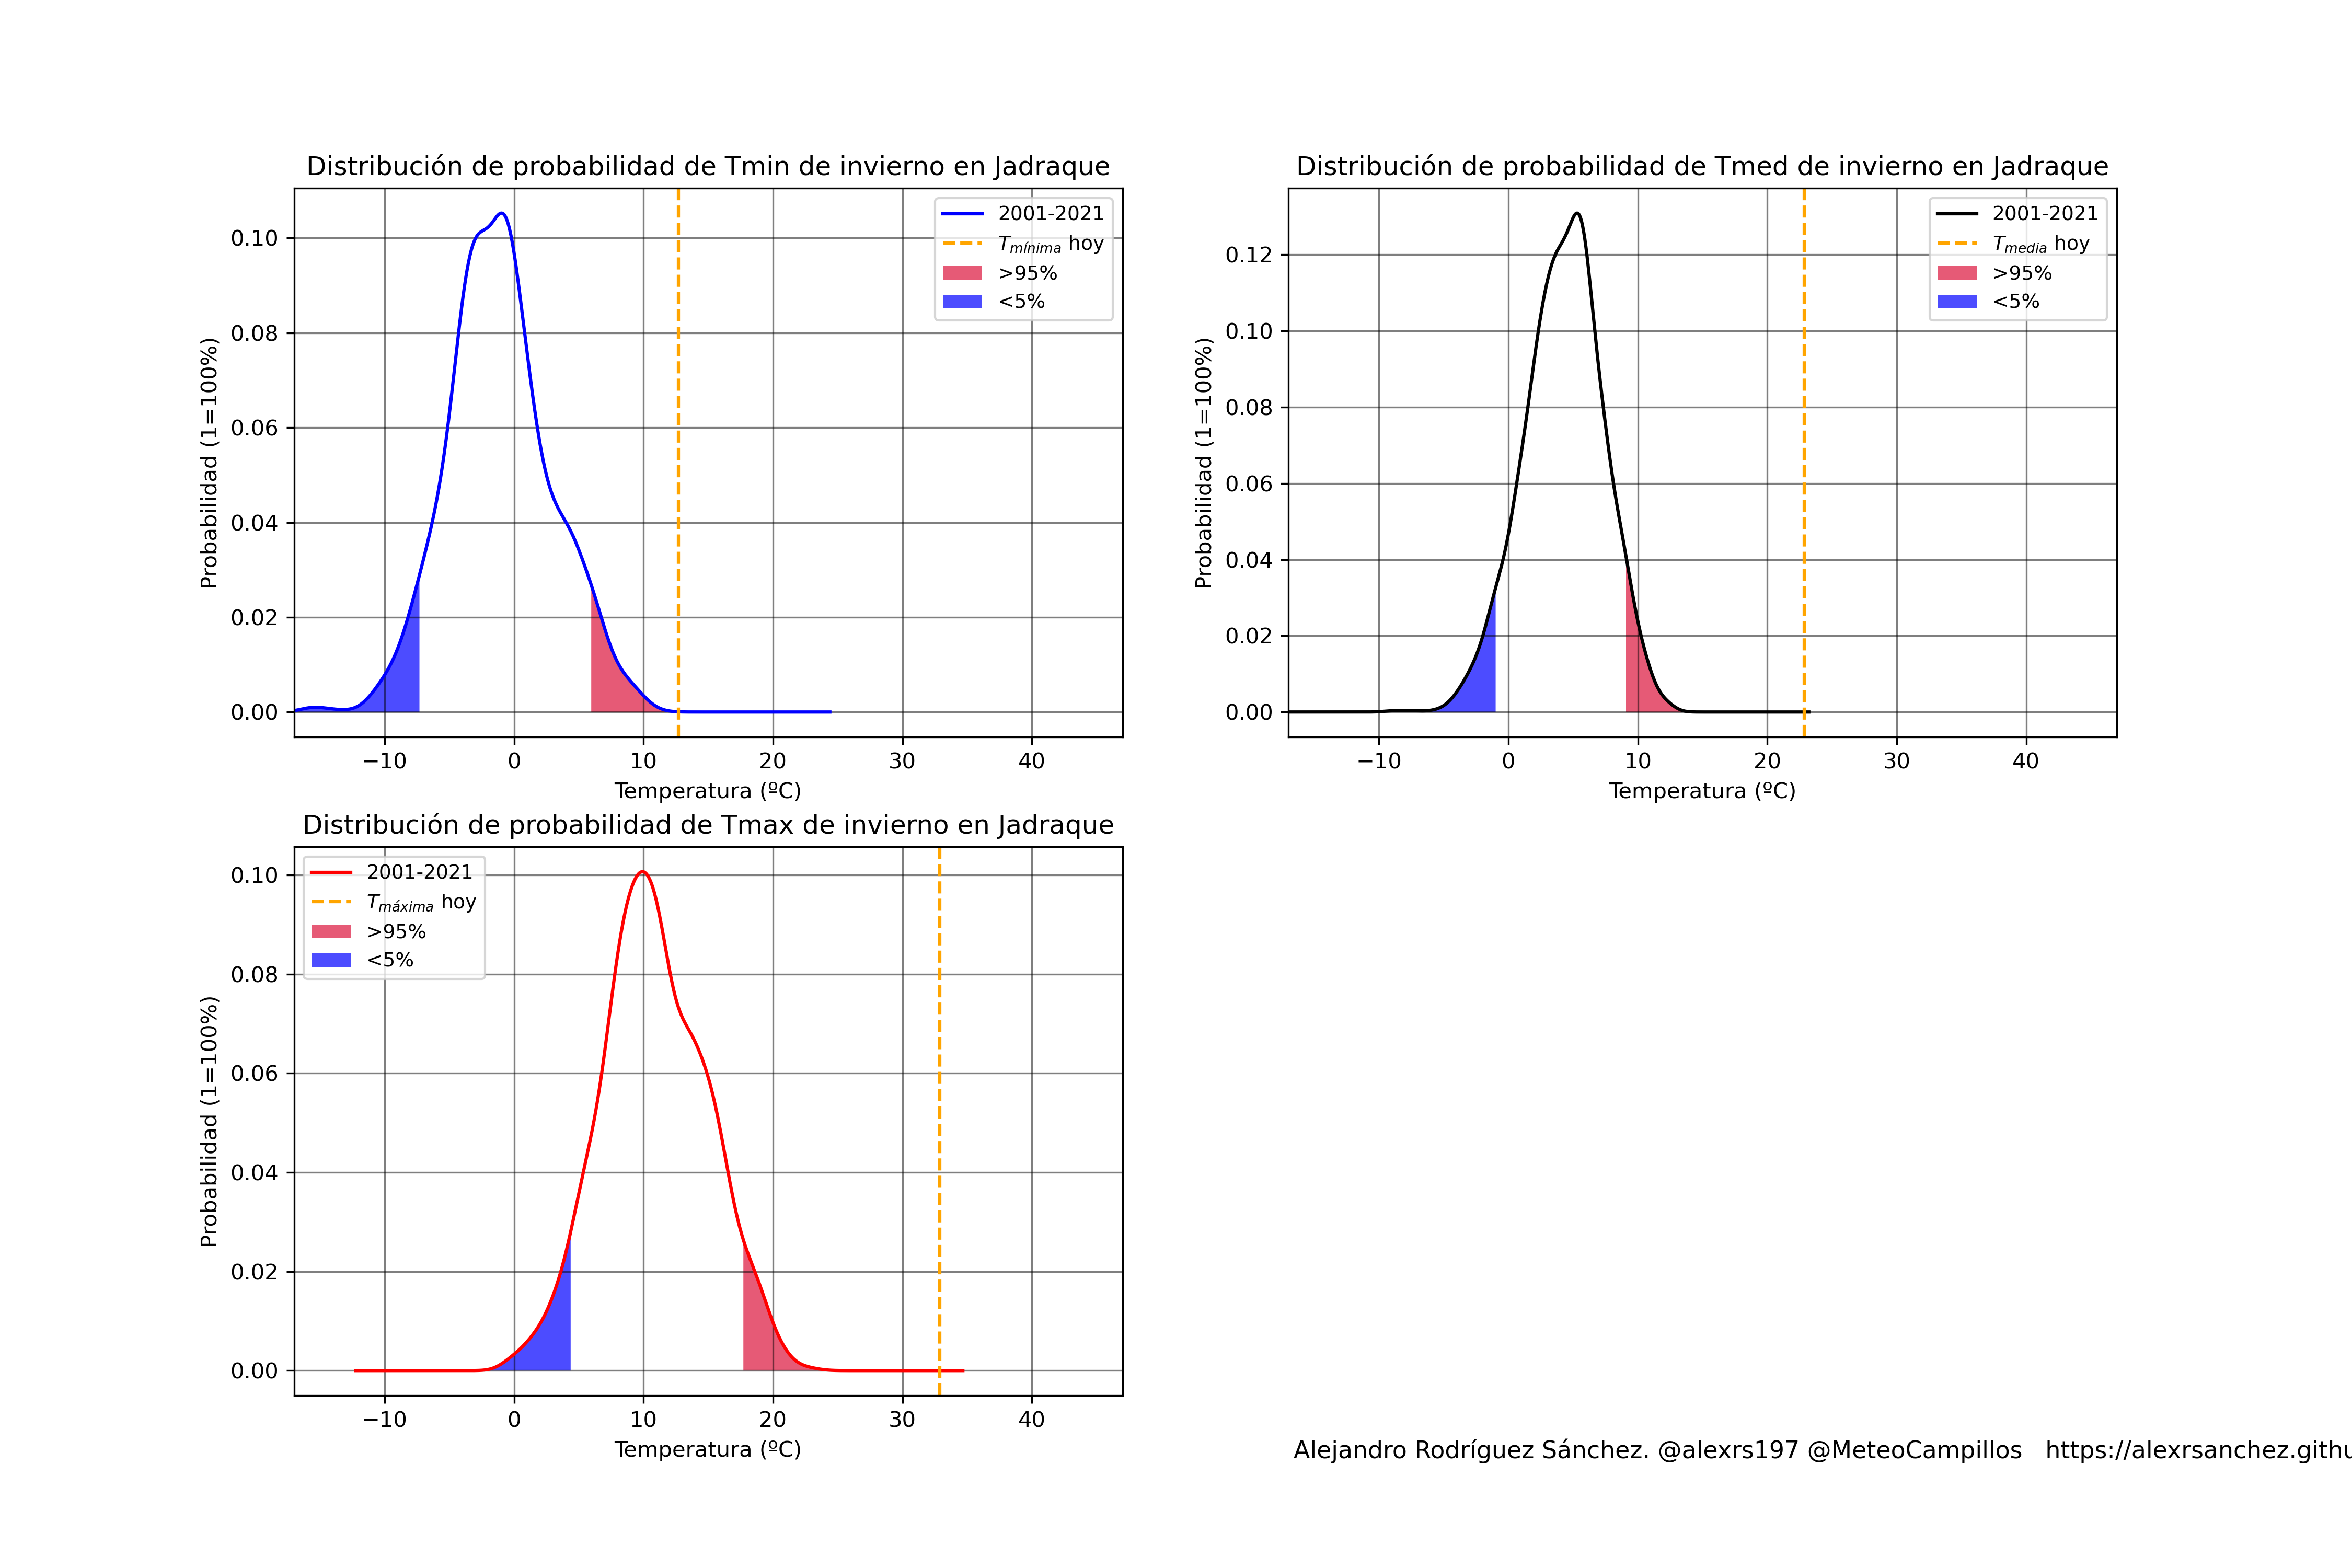 Distribución de probabilidad de Tmin de invierno en Jadraque
0.10
0.08
0.06
0.04
0.02
0.00
Probabilidad (1=100%)
2001-2021
Tmínima hoy
>95%
<5%
−10 0 10 20 30 40
Temperatura (ºC)
Distribución de probabilidad de Tmed de invierno en Jadraque
0.12
0.10
0.08
0.06
0.04
0.02
0.00
Probabilidad (1=100%)
2001-2021
Tmedia hoy
>95%
<5%
−10 0 10 20 30 40
Temperatura (ºC)
Distribución de probabilidad de Tmax de invierno en Jadraque
0.10
0.08
0.06
0.04
0.02
0.00
Probabilidad (1=100%)
2001-2021
Tmáxima hoy
>95%
<5%
−10 0 10 20 30 40
Temperatura (ºC)
Alejandro Rodríguez Sánchez. @alexrs197 @MeteoCampillos https://alexrsanchez.githu